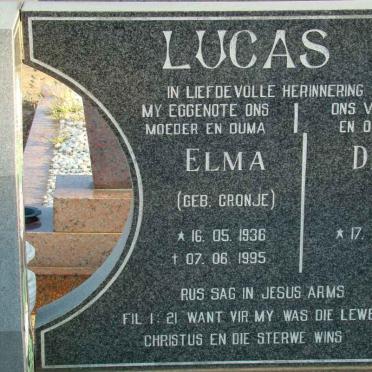 LUCAS
IN LIEFDEVOLLE HERINNERING
MY EGGENOTE ONS
MOEDER EN OUMA
ELMA
(GEB. CRONJE)
* 16. 05. 1936
† 07. 06. 1995
ONS V
EN O
D
* 17.
RUS SAG IN JESUS ARMS
FIL 1 : 21 WANT VIR MY WAS DIE LEWE
CHRISTUS EN DIE STERWE WINS